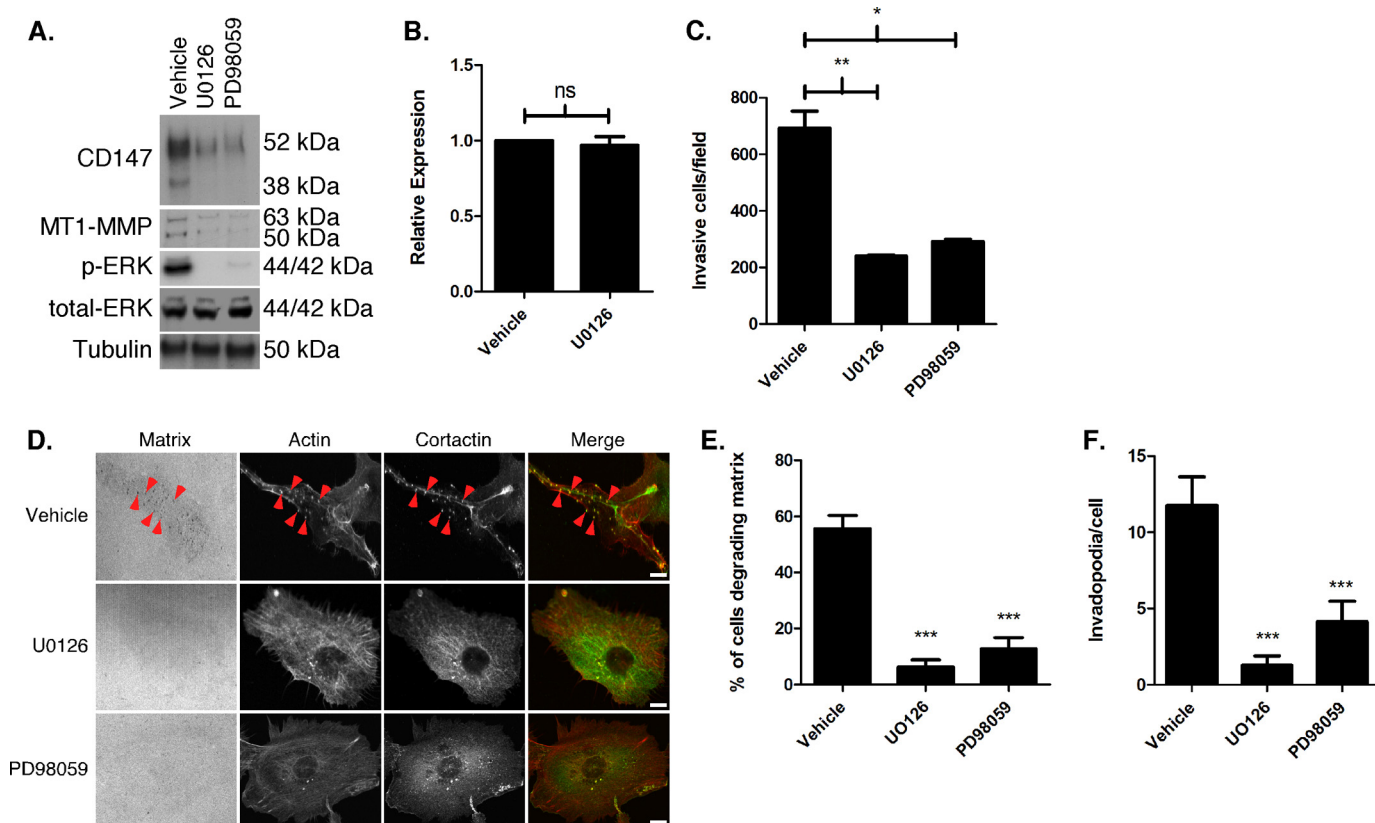 A.
Vehicle
U0126
PD98059
CD147
52 kDa
38 kDa
MT1-MMP
63 kDa
50 kDa
p-ERK
44/42 kDa
total-ERK
44/42 kDa
Tubulin
50 kDa
B.
ns
1.5
1.0
0.5
0.0
Relative Expression
Vehicle
U0126
C.
*
**
800
600
400
200
0
Invasive cells/field
Vehicle
U0126
PD98059
D.
Matrix
Actin
Cortactin
Merge
Vehicle
U0126
PD98059
E.
80
60
40
20
0
% of cells degrading matrix
***
***
Vehicle
UO126
PD98059
F.
15
10
5
0
Invadopodia/cell
***
***
Vehicle
UO126
PD98059